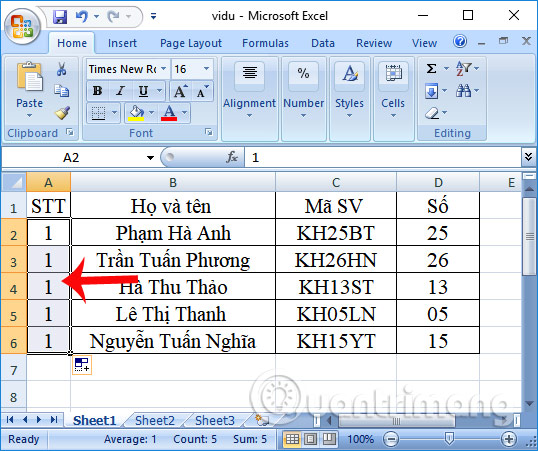 vidu - Microsoft Excel
Home Insert Page Layout Formulas Data Review View
Paste
Clipboard
Times New Ro 16
B I U A A
A
Font
Alignment
%
Number
Styles
Cells
Σ
Editing
A2 fx 1
A B C D E
1 STT Họ và tên Mã SV Số
2 1 Phạm Hà Anh KH25BT 25
3 1 Trần Tuấn Phương KH26HN 26
4 1 Hà Thu Thảo KH13ST 13
5 1 Lê Thị Thanh KH05LN 05
6 1 Nguyễn Tuấn Nghĩa KH15YT 15
7
8
Quantrimang
Sheet1 Sheet2 Sheet3
Ready Average: 1 Count: 5 Sum: 5 100%